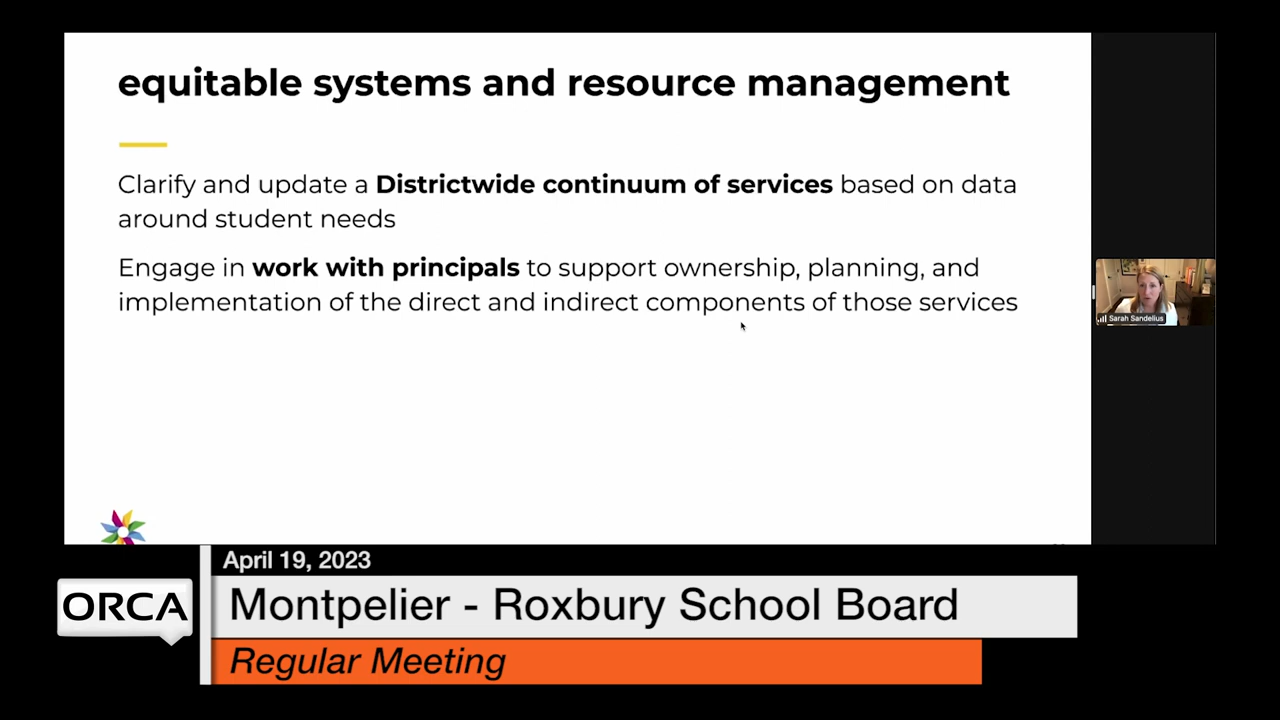 equitable systems and resource management
Clarify and update a Districtwide continuum of services based on data
around student needs
Engage in work with principals to support ownership, planning, and
implementation of the direct and indirect components of those services
Sarah Sandelius
April 19, 2023
ORCA
Montpelier - Roxbury School Board
Regular Meeting